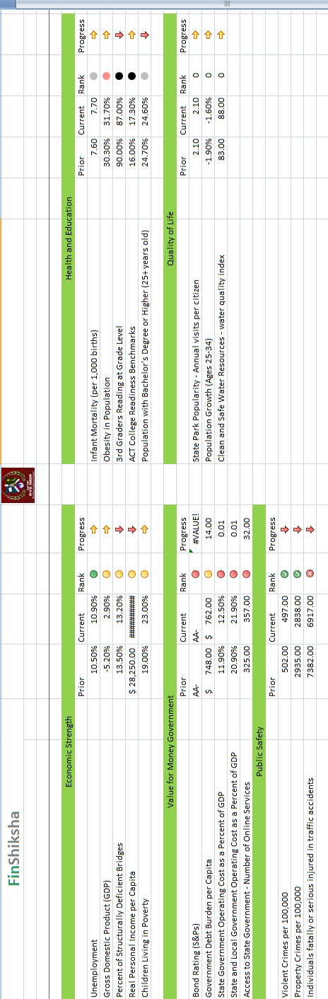 FinShiksha
Economic Strength
Prior Current Rank Progress
Unemployment 10.50% 10.90%
Gross Domestic Product (GDP) -5.20% 2.90%
Percent of Structurally Deficient Bridges 13.50% 13.20%
Real Personal Income per Capita $ 28,250.00 ############
Children Living in Poverty 19.00% 23.00%
Value for Money Government
Prior Current Rank Progress
Bond Rating (S&Ps) AA- AA- #VALUE!
Government Debt Burden per Capita $ 748.00 $ 762.00 14.00
State Government Operating Cost as a Percent of GDP 11.90% 12.50% 0.01
State and Local Government Operating Cost as a Percent of GDP 20.90% 21.90% 0.01
Access to State Government - Number of Online Services 325.00 357.00 32.00
Public Safety
Prior Current Rank Progress
Violent Crimes per 100,000 502.00 497.00
Property Crimes per 100,000 2935.00 2838.00
Individuals fatally or serious injured in traffic accidents 7382.00 6917.00
Health and Education
Prior Current Rank Progress
Infant Mortality (per 1,000 births) 7.60 7.70
Obesity in Population 30.30% 31.70%
3rd Graders Reading at Grade Level 90.00% 87.00%
ACT College Readiness Benchmarks 16.00% 17.30%
Population with Bachelor's Degree or Higher (25+ years old) 24.70% 24.60%
Quality of Life
Prior Current Rank Progress
State Park Popularity - Annual visits per citizen 2.10 2.10 0
Population Growth (Ages 25-34) -1.90% -1.60% 0
Clean and Safe Water Resources - water quality index 83.00 88.00 0